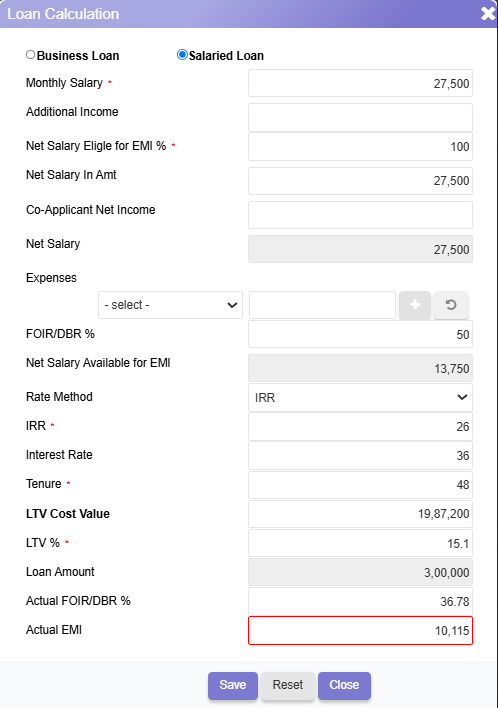 Loan Calculation
Business Loan Salaried Loan
Monthly Salary * 27,500
Additional Income
Net Salary Eligle for EMI % * 100
Net Salary In Amt 27,500
Co-Applicant Net Income
Net Salary 27,500
Expenses
- select -
FOIR/DBR % 50
Net Salary Available for EMI 13,750
Rate Method IRR
IRR * 26
Interest Rate 36
Tenure * 48
LTV Cost Value 19,87,200
LTV % * 15.1
Loan Amount 3,00,000
Actual FOIR/DBR % 36.78
Actual EMI 10,115
Save Reset Close